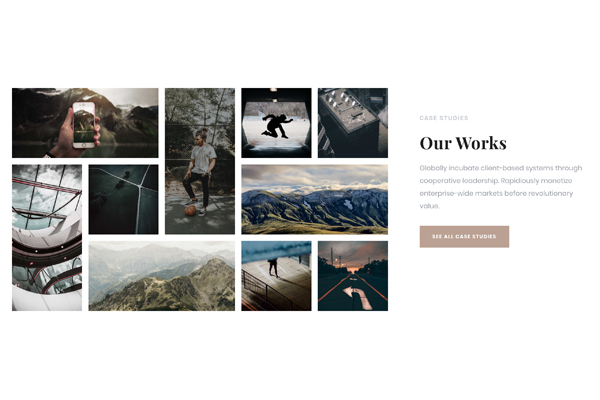 CASE STUDIES
Our Works
Globally incubate client-based systems through
cooperative leadership. Rapidiously monetize
enterprise-wide markets before revolutionary
value.
SEE ALL CASE STUDIES